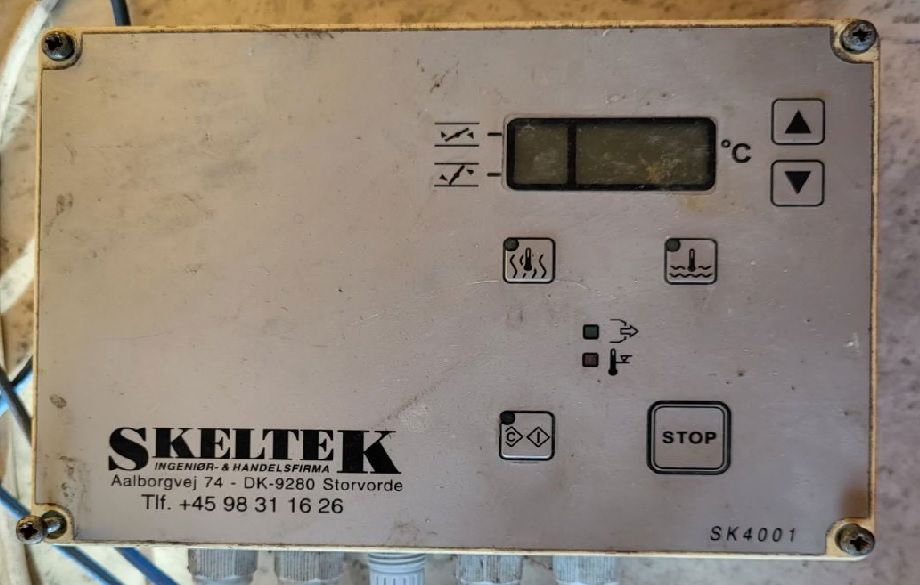 °C
C I
STOP
SKELTEK
INGENIØR- & HANDELSFIRMA
Aalborgvej 74 - DK-9280 Storvorde
Tlf. +45 98 31 16 26
SK4001